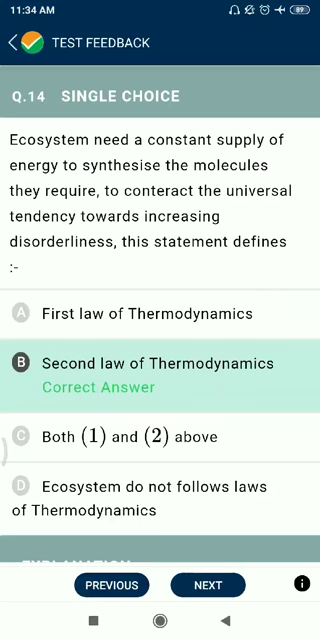 11:34 AM
89
TEST FEEDBACK
Q.14 SINGLE CHOICE
Ecosystem need a constant supply of
energy to synthesise the molecules
they require, to conteract the universal
tendency towards increasing
disorderliness, this statement defines
:-
A First law of Thermodynamics
B Second law of Thermodynamics
Correct Answer
C Both (1) and (2) above
D Ecosystem do not follows laws
of Thermodynamics
EXPLANATION
PREVIOUS NEXT